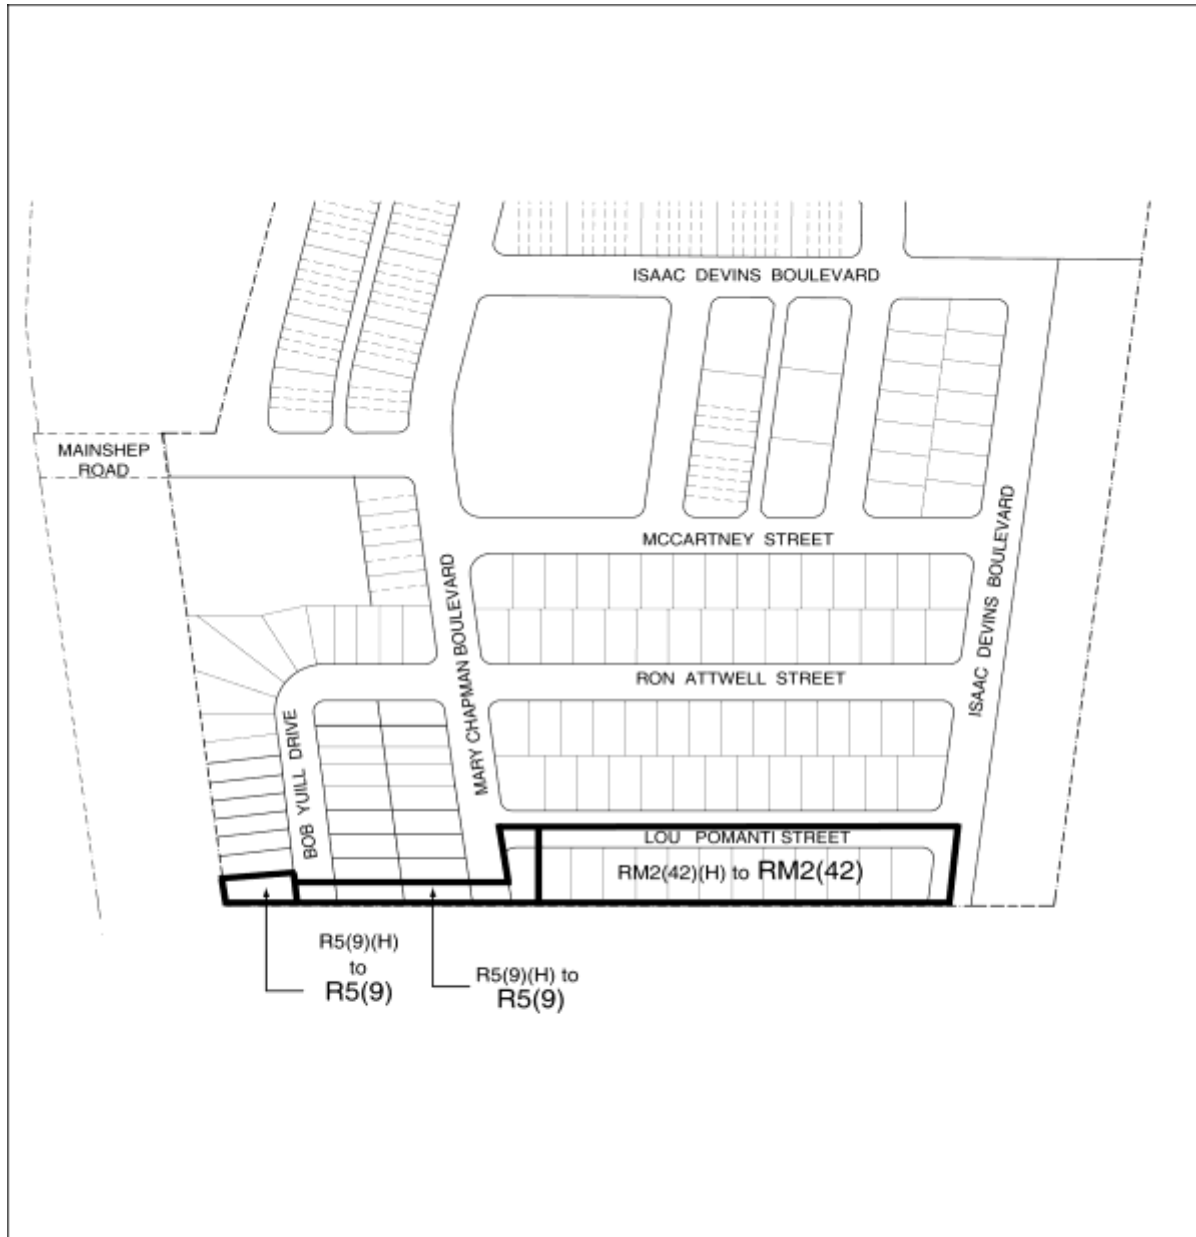 ISAAC DEVINS BOULEVARD
MAINSHEP
ROAD
MCCARTNEY STREET
ISAAC DEVINS BOULEVARD
MARY CHAPMAN BOULEVARD
RON ATTWELL STREET
BOB YUILL DRIVE
LOU POMANTI STREET
RM2(42)(H) to RM2(42)
R5(9)(H)
to
R5(9)
R5(9)(H) to
R5(9)